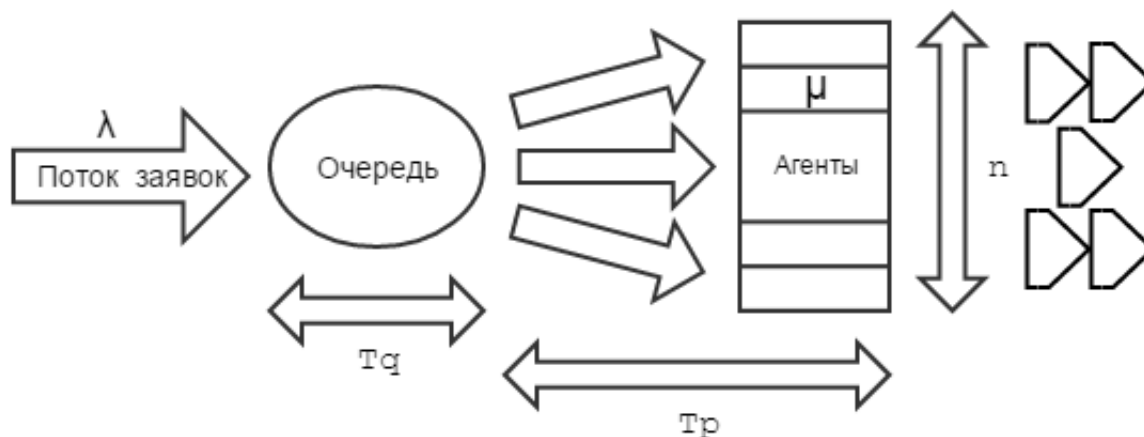 λ
Поток заявок
Очередь
μ
Агенты
n
Tq
Tp